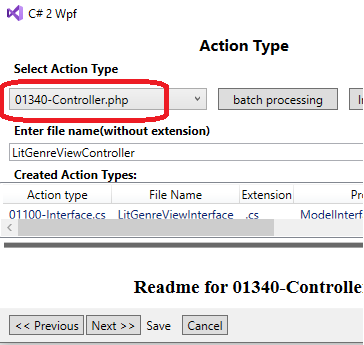 C# 2 Wpf
Action Type
Select Action Type
01340-Controller.php
batch processing
Enter file name(without extension)
LitGenreViewController
Created Action Types:
Action type File Name Extension
01100-Interface.cs LitGenreViewInterface .cs ModelInterf
Readme for 01340-Controlle
<< Previous Next >> Save Cancel